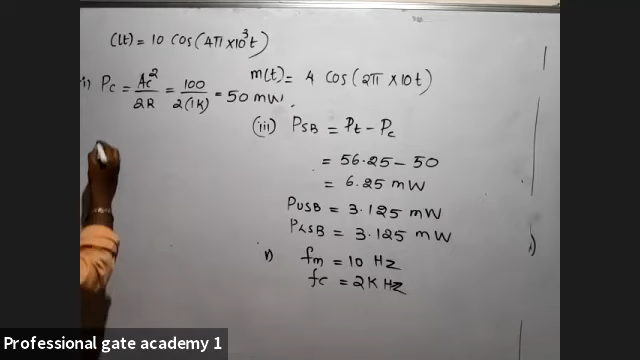 c(t) = 10 cos(4π×10³t)
m(t) = 4 cos(2π×10t)
i) Pc = Ac²/2R = 100/2(1K) = 50 mW.
(iii) PSB = Pt − Pc
= 56.25 − 50
= 6.25 mW
PUSB = 3.125 mW
PLSB = 3.125 mW
v) fm = 10 Hz
fc = 2K Hz
Professional gate academy 1